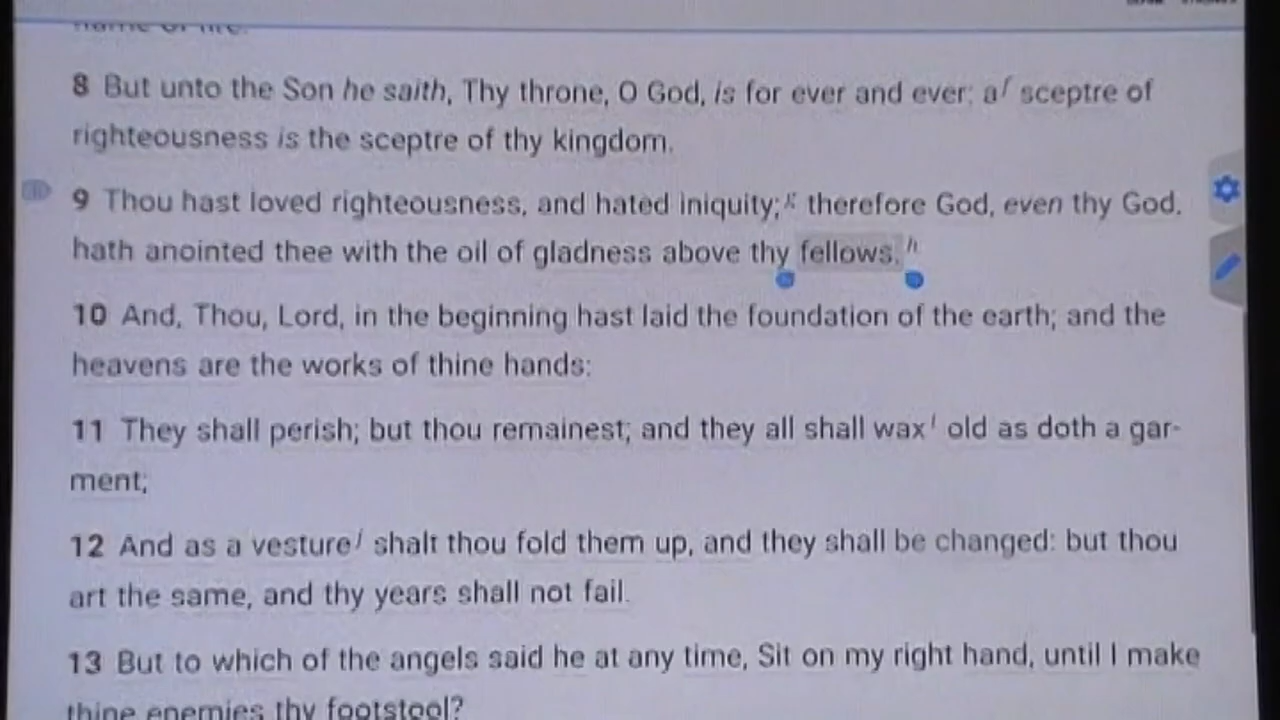 8 But unto the Son he saith, Thy throne, O God, is for ever and ever: a f sceptre of
righteousness is the sceptre of thy kingdom.
9 Thou hast loved righteousness, and hated iniquity; g therefore God, even thy God,
hath anointed thee with the oil of gladness above thy fellows. h
10 And, Thou, Lord, in the beginning hast laid the foundation of the earth; and the
heavens are the works of thine hands:
11 They shall perish; but thou remainest; and they all shall wax i old as doth a gar-
ment;
12 And as a vesture j shalt thou fold them up, and they shall be changed: but thou
art the same, and thy years shall not fail.
13 But to which of the angels said he at any time, Sit on my right hand, until I make
thine enemies thy footstool?